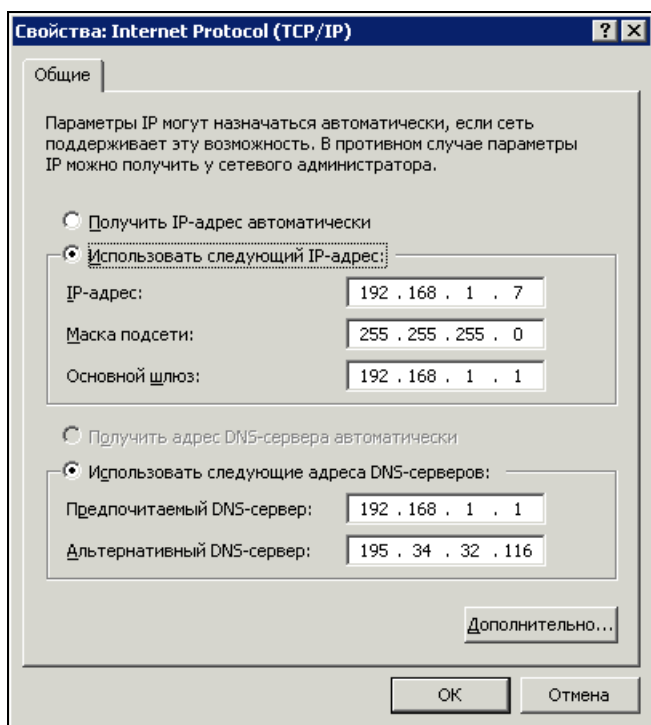 Свойства: Internet Protocol (TCP/IP)
Общие
Параметры IP могут назначаться автоматически, если сеть
поддерживает эту возможность. В противном случае параметры
IP можно получить у сетевого администратора.
Получить IP-адрес автоматически
Использовать следующий IP-адрес:
IP-адрес: 192 . 168 . 1 . 7
Маска подсети: 255 . 255 . 255 . 0
Основной шлюз: 192 . 168 . 1 . 1
Получить адрес DNS-сервера автоматически
Использовать следующие адреса DNS-серверов:
Предпочитаемый DNS-сервер: 192 . 168 . 1 . 1
Альтернативный DNS-сервер: 195 . 34 . 32 . 116
Дополнительно...
ОК Отмена